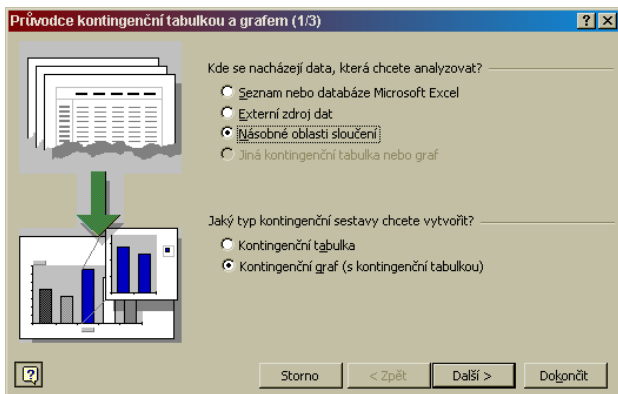 Průvodce kontingenční tabulkou a grafem (1/3)
Kde se nacházejí data, která chcete analyzovat?
Seznam nebo databáze Microsoft Excel
Externí zdroj dat
Násobné oblasti sloučení
Jiná kontingenční tabulka nebo graf
Jaký typ kontingenční sestavy chcete vytvořit?
Kontingenční tabulka
Kontingenční graf (s kontingenční tabulkou)
Storno
< Zpět
Další >
Dokončit